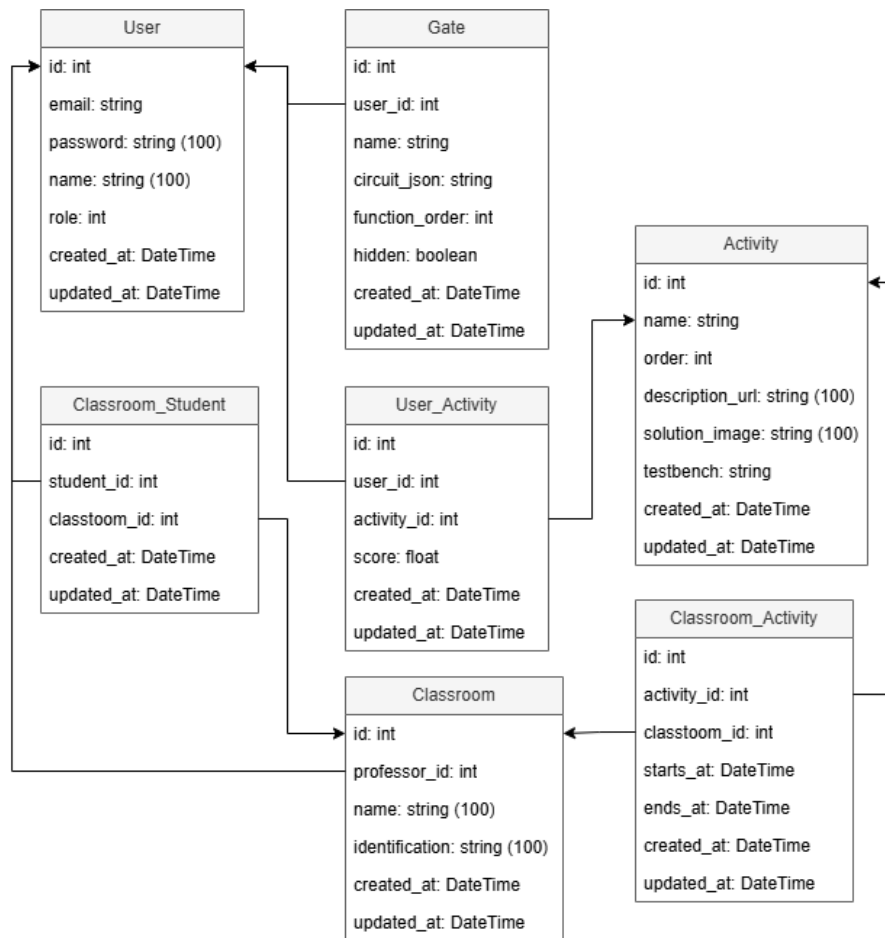 User
id: int
email: string
password: string (100)
name: string (100)
role: int
created_at: DateTime
updated_at: DateTime
Gate
id: int
user_id: int
name: string
circuit_json: string
function_order: int
hidden: boolean
created_at: DateTime
updated_at: DateTime
Activity
id: int
name: string
order: int
description_url: string (100)
solution_image: string (100)
testbench: string
created_at: DateTime
updated_at: DateTime
Classroom_Student
id: int
student_id: int
classtoom_id: int
created_at: DateTime
updated_at: DateTime
User_Activity
id: int
user_id: int
activity_id: int
score: float
created_at: DateTime
updated_at: DateTime
Classroom_Activity
id: int
activity_id: int
classtoom_id: int
starts_at: DateTime
ends_at: DateTime
created_at: DateTime
updated_at: DateTime
Classroom
id: int
professor_id: int
name: string (100)
identification: string (100)
created_at: DateTime
updated_at: DateTime